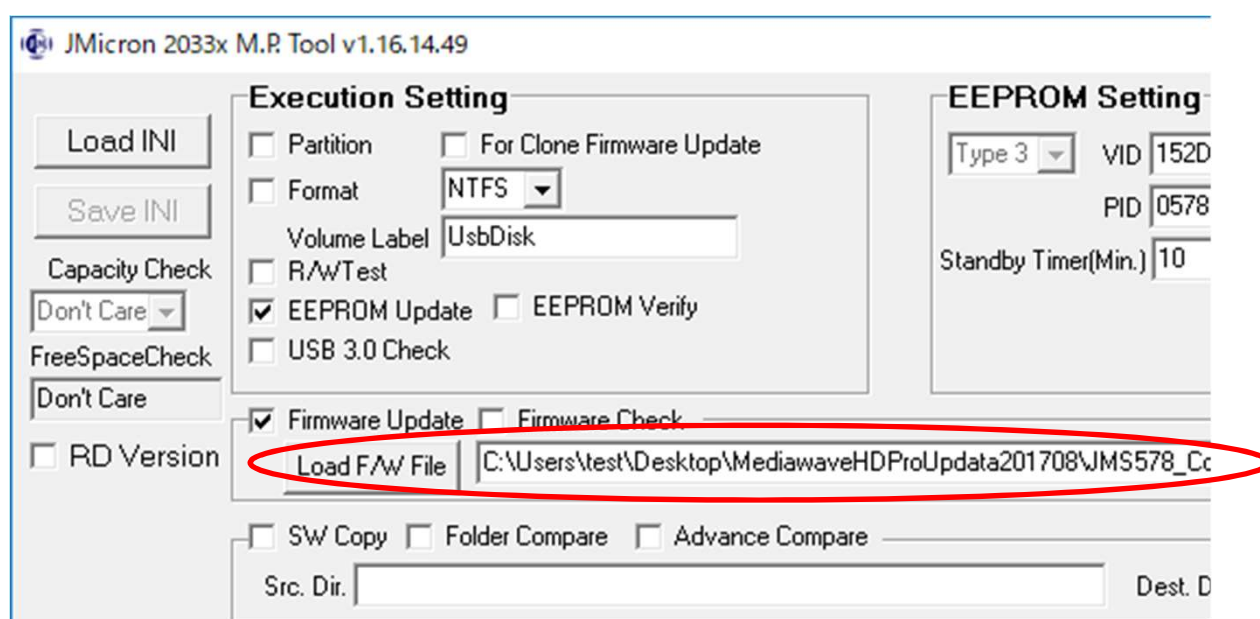 JMicron 2033x M.P. Tool v1.16.14.49
Execution Setting
EEPROM Setting
Load INI
Partition
For Clone Firmware Update
Type 3
VID 152D
Save INI
Format
NTFS
PID 0578
Volume Label UsbDisk
Capacity Check
R/WTest
Standby Timer(Min.) 10
Don't Care
EEPROM Update
EEPROM Verify
FreeSpaceCheck
USB 3.0 Check
Don't Care
Firmware Update
Firmware Check
RD Version
Load F/W File
C:\Users\test\Desktop\MediawaveHDProUpdata201708\JMS578_Co
SW Copy
Folder Compare
Advance Compare
Src. Dir.
Dest. D